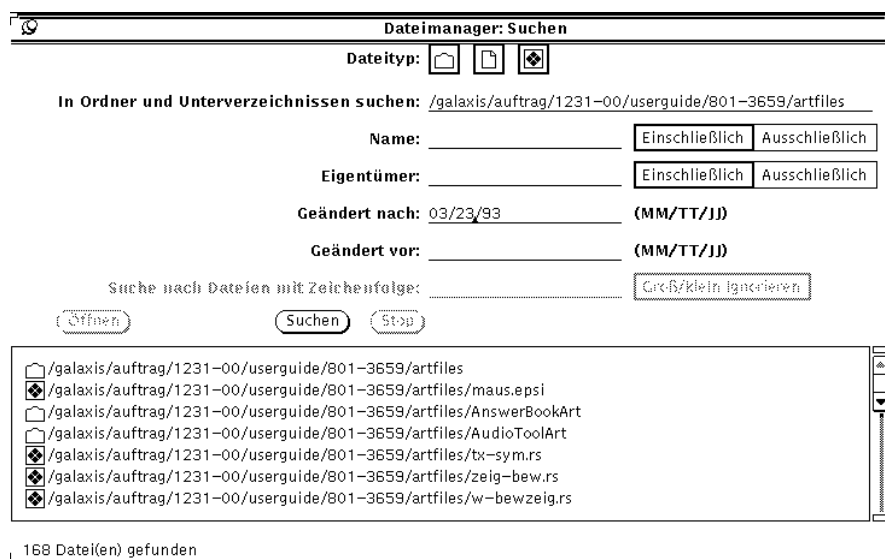 Dateimanager: Suchen
Dateityp:
In Ordner und Unterverzeichnissen suchen: /galaxis/auftrag/1231-00/userguide/801-3659/artfiles
Name: Einschließlich Ausschließlich
Eigentümer: Einschließlich Ausschließlich
Geändert nach: 03/23/93 (MM/TT/JJ)
Geändert vor: (MM/TT/JJ)
Suche nach Dateien mit Zeichenfolge: Groß/klein ignorieren
Öffnen Suchen Stop
/galaxis/auftrag/1231-00/userguide/801-3659/artfiles
/galaxis/auftrag/1231-00/userguide/801-3659/artfiles/maus.epsi
/galaxis/auftrag/1231-00/userguide/801-3659/artfiles/AnswerBookArt
/galaxis/auftrag/1231-00/userguide/801-3659/artfiles/AudioToolArt
/galaxis/auftrag/1231-00/userguide/801-3659/artfiles/tx-sym.rs
/galaxis/auftrag/1231-00/userguide/801-3659/artfiles/zeig-bew.rs
/galaxis/auftrag/1231-00/userguide/801-3659/artfiles/w-bewzeig.rs
168 Datei(en) gefunden